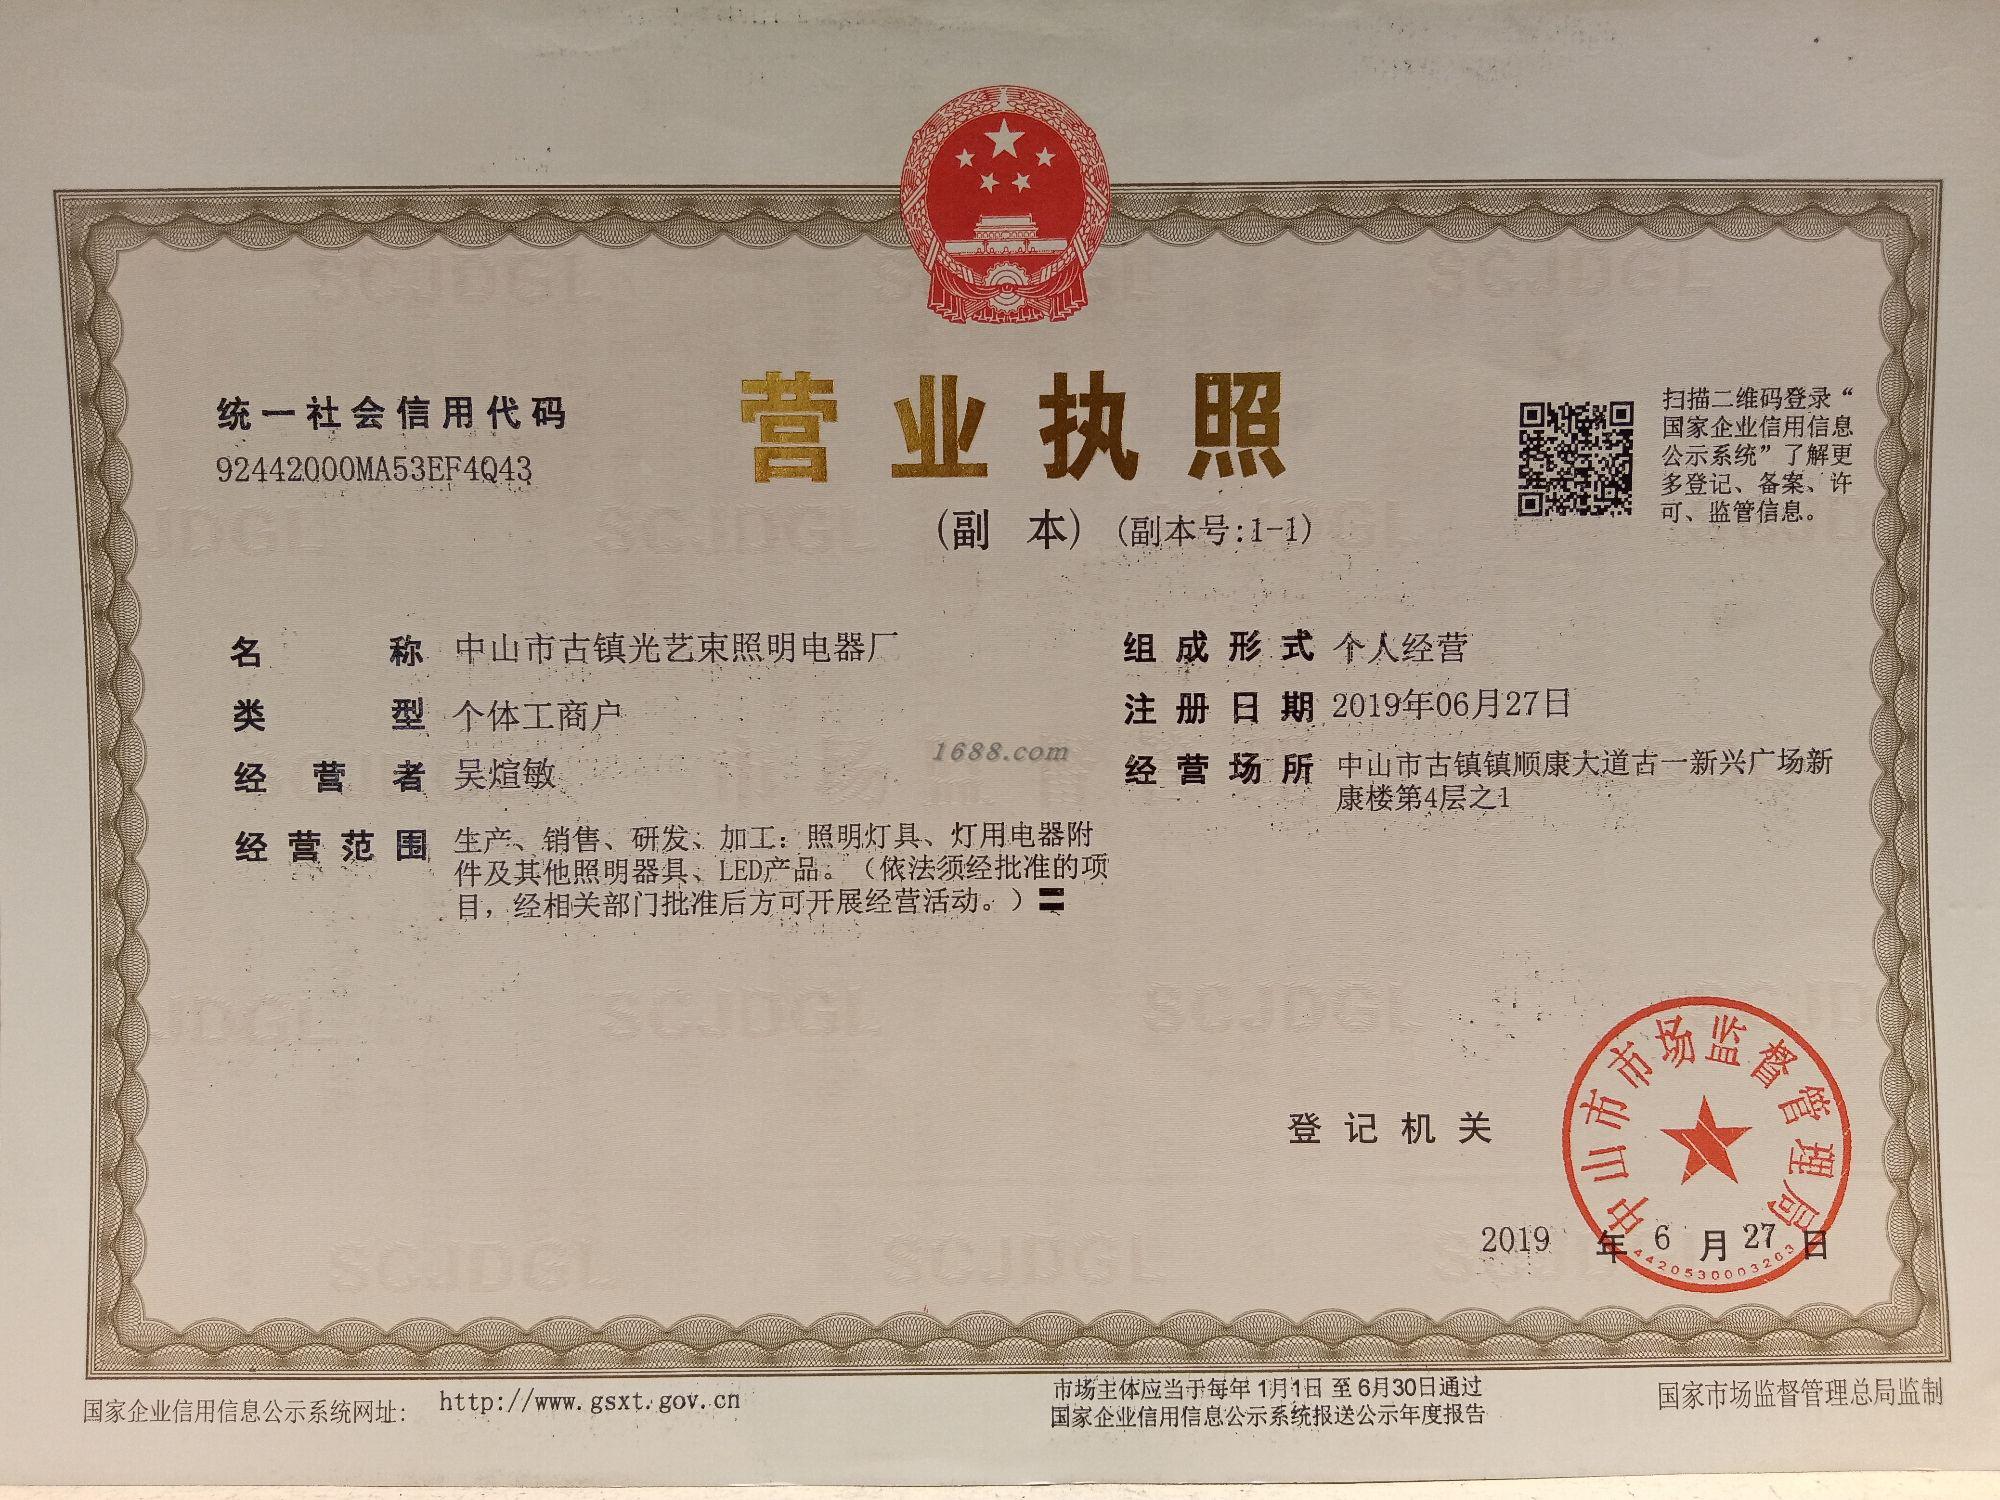 营业执照
(副 本) (副本号:1-1)
统一社会信用代码
92442000MA53EF4Q43
扫描二维码登录“
国家企业信用信息
公示系统”了解更
多登记、备案、许
可、监管信息。
名称 中山市古镇光艺束照明电器厂
类型 个体工商户
经营者 吴煊敏
经营范围 生产、销售、研发、加工：照明灯具、灯用电器附
件及其他照明器具、LED产品。（依法须经批准的项
目，经相关部门批准后方可开展经营活动。）
组成形式 个人经营
注册日期 2019年06月27日
经营场所 中山市古镇镇顺康大道古一新兴广场新
康楼第4层之1
1688.com
登记机关
中山市市场监督管理局
2019 年 6 月 27 日
4420530003203
国家企业信用信息公示系统网址: http://www.gsxt.gov.cn
市场主体应当于每年1月1日 至6月30日通过
国家企业信用信息公示系统报送公示年度报告
国家市场监督管理总局监制
SCJDGL
SCJDGL
SCJDGL
SCJDGL
SCJDGL
SCJDGL
SCJDGL